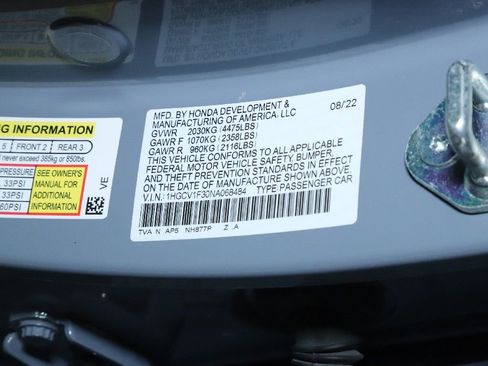 NG INFORMATION
5 FRONT 2 REAR 3
never exceed 385kg or 850lbs.
PRESSURE
33PSI
33PSI
60PSI
SEE OWNER'S
MANUAL FOR
ADDITIONAL
INFORMATION
VE
MFD. BY HONDA DEVELOPMENT & 08/22
MANUFACTURING OF AMERICA, LLC
GVWR 2030KG (4475LBS)
GAWR F 1070KG (2358LBS)
GAWR R 960KG (2116LBS)
THIS VEHICLE CONFORMS TO ALL APPLICABLE
FEDERAL MOTOR VEHICLE SAFETY, BUMPER,
AND THEFT PREVENTION STANDARDS IN EFFECT
ON THE DATE OF MANUFACTURE SHOWN ABOVE.
V.I.N.: 1HGCV1F30NA068484 TYPE PASSENGER CAR
TVA N AP5 NH877P Z A